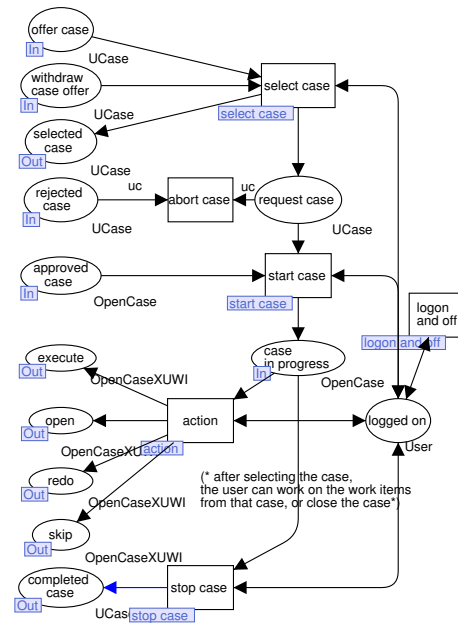 offer case
In
UCase
withdraw
case offer
In
select case
select case
UCase
selected
case
Out
UCase
rejected
case
In
uc
abort case
uc
request case
UCase
UCase
approved
case
In
OpenCase
start case
start case
logon
and off
logon and off
execute
Out
OpenCaseXUWI
case
in progress
In
OpenCase
open
Out
action
action
logged on
User
OpenCaseXU
redo
Out
(* after selecting the case,
the user can work on the work items
from that case, or close the case*)
OpenCaseXUWI
skip
Out
OpenCaseXUWI
completed
case
Out
stop case
stop case
UCas